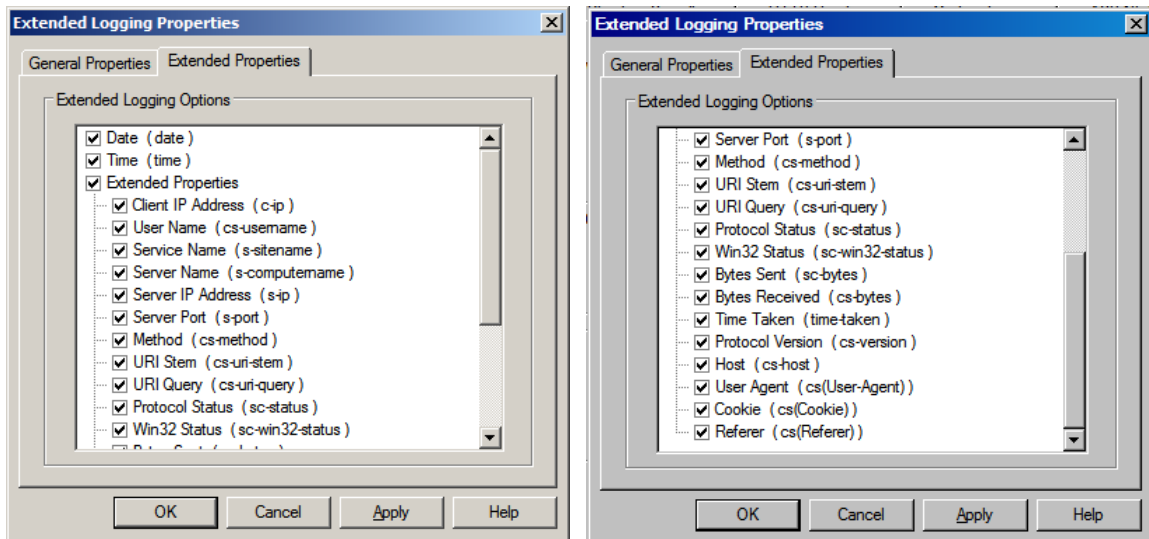 Extended Logging Properties
General Properties
Extended Properties
Extended Logging Options
Date ( date )
Time ( time )
Extended Properties
Client IP Address ( c-ip )
User Name ( cs-username )
Service Name ( s-sitename )
Server Name ( s-computername )
Server IP Address ( s-ip )
Server Port ( s-port )
Method ( cs-method )
URI Stem ( cs-uri-stem )
URI Query ( cs-uri-query )
Protocol Status ( sc-status )
Win32 Status ( sc-win32-status )
OK
Cancel
Apply
Help
Extended Logging Properties
General Properties
Extended Properties
Extended Logging Options
Server Port ( s-port )
Method ( cs-method )
URI Stem ( cs-uri-stem )
URI Query ( cs-uri-query )
Protocol Status ( sc-status )
Win32 Status ( sc-win32-status )
Bytes Sent ( sc-bytes )
Bytes Received ( cs-bytes )
Time Taken ( time-taken )
Protocol Version ( cs-version )
Host ( cs-host )
User Agent ( cs(User-Agent) )
Cookie ( cs(Cookie) )
Referer ( cs(Referer) )
OK
Cancel
Apply
Help